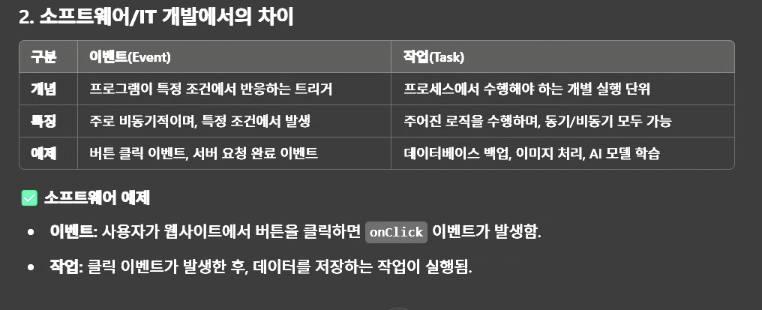 2. 소프트웨어/IT 개발에서의 차이
구분 이벤트(Event) 작업(Task)
개념 프로그램이 특정 조건에서 반응하는 트리거 프로세스에서 수행해야 하는 개별 실행 단위
특징 주로 비동기적이며, 특정 조건에서 발생 주어진 로직을 수행하며, 동기/비동기 모두 가능
예제 버튼 클릭 이벤트, 서버 요청 완료 이벤트 데이터베이스 백업, 이미지 처리, AI 모델 학습
✅ 소프트웨어 예제
• 이벤트: 사용자가 웹사이트에서 버튼을 클릭하면 onClick 이벤트가 발생함.
• 작업: 클릭 이벤트가 발생한 후, 데이터를 저장하는 작업이 실행됨.